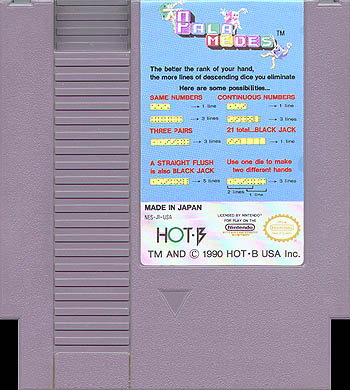 PALA
MEDES™
The better the rank of your hand,
the more lines of descending dice you eliminate
Here are some possibilities...
SAME NUMBERS CONTINUOUS NUMBERS
→ 1 line → 1 line
→ 3 lines → 3 lines
THREE PAIRS 21 total...BLACK JACK
→ 3 lines → 1 line
A STRAIGHT FLUSH Use one die to make
is also BLACK JACK two different hands
→ 5 lines 3 lines
2 lines 1 line
MADE IN JAPAN
NES-JI-USA
LICENSED BY NINTENDO®
FOR PLAY ON THE
Nintendo
HOT·B
TM AND © 1990 HOT·B USA Inc.